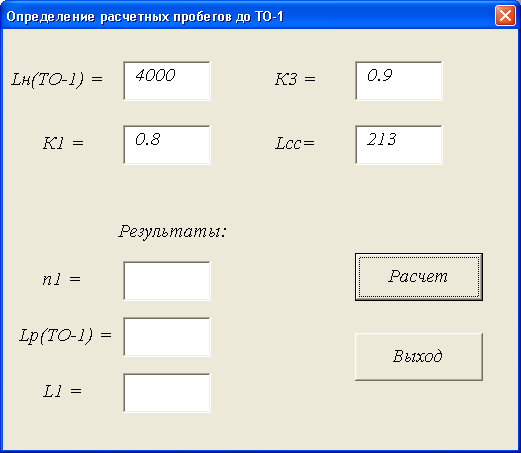 Определение расчетных пробегов до ТО-1
Lн(ТО-1) = 4000 К3 = 0.9
К1 = 0.8 Lcc= 213
Результаты:
n1 =
Расчет
Lр(ТО-1) =
Выход
L1 =